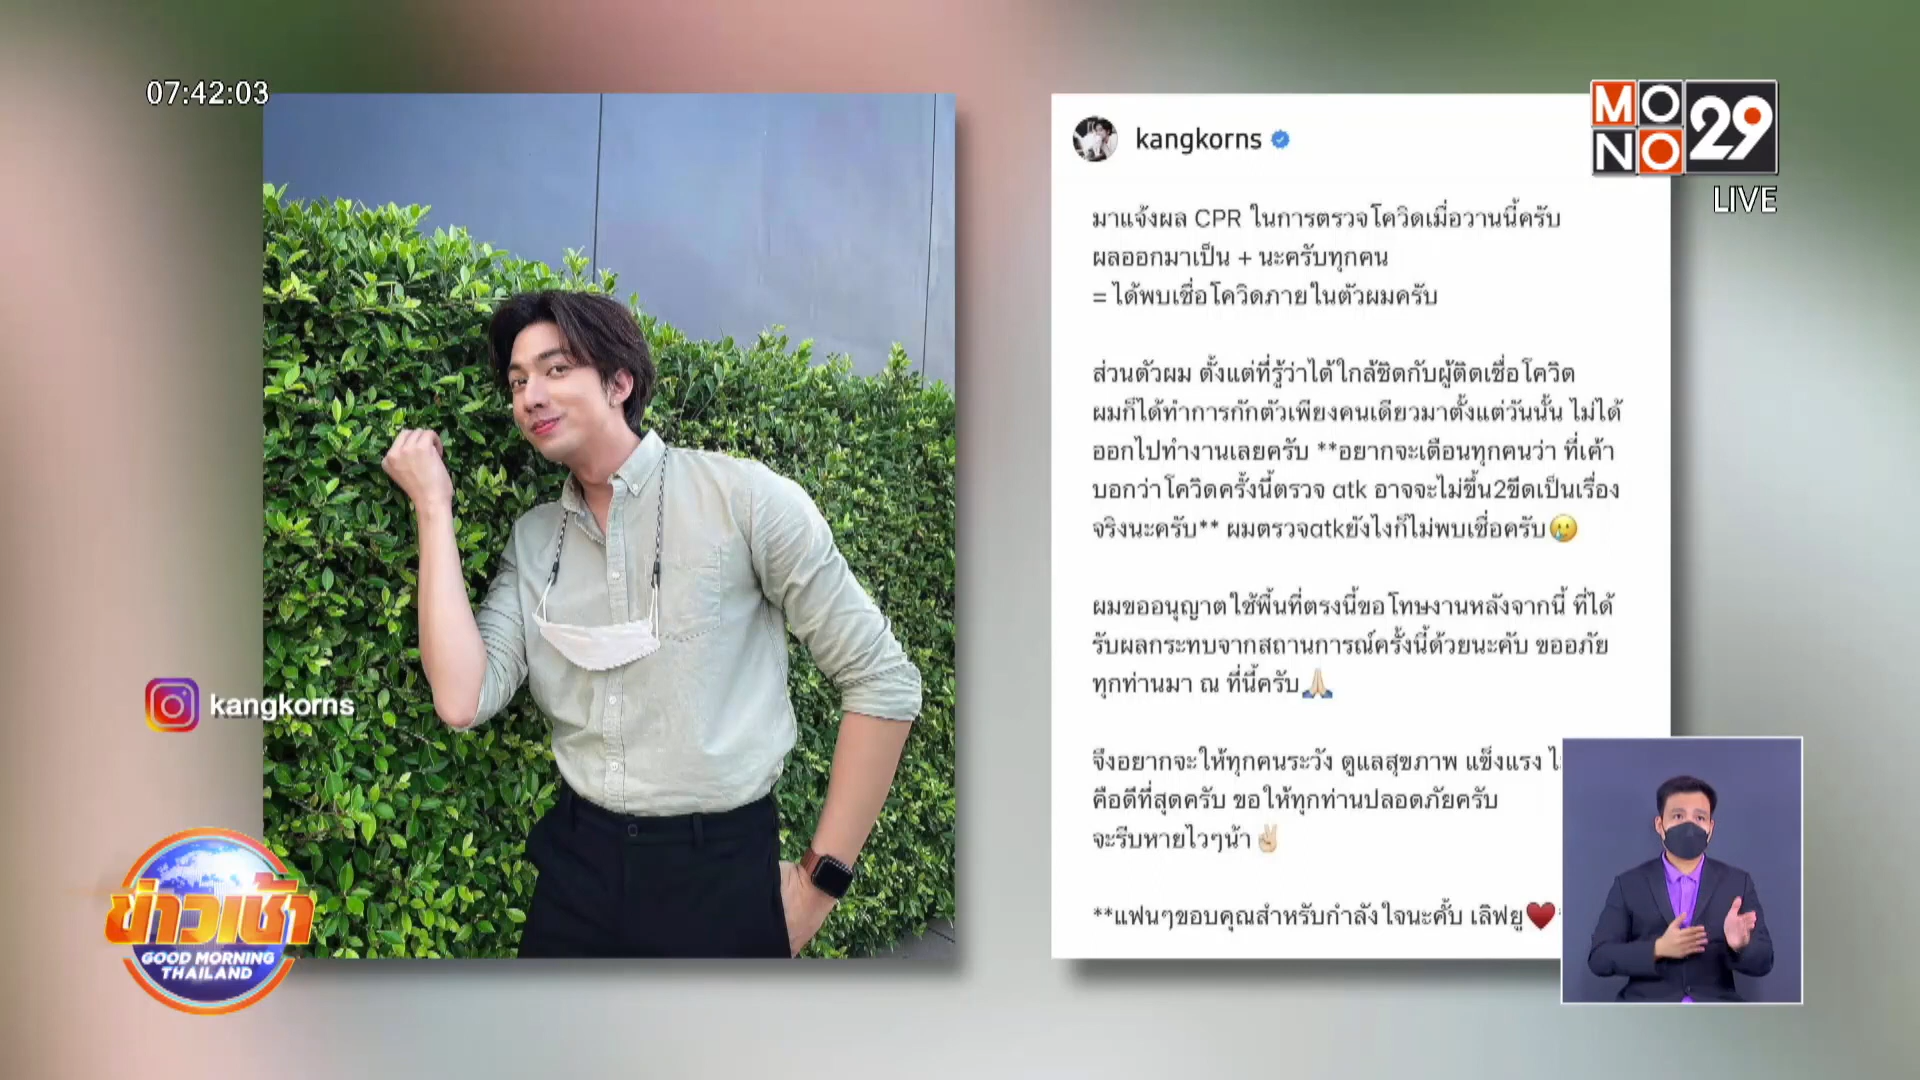 07:42:03
MONO 29
LIVE
kangkorns
มาแจ้งผล CPR ในการตรวจโควิดเมื่อวานนี้ครับ
ผลออกมาเป็น + นะครับทุกคน
= ได้พบเชื่อโควิดภายในตัวผมครับ
ส่วนตัวผม ตั้งแต่ที่รู้ว่าได้ใกล้ชิดกับผู้ติดเชื่อโควิด
ผมก็ได้ทำการกักตัวเพียงคนเดียวมาตั้งแต่วันนั้น ไม่ได้
ออกไปทำงานเลยครับ **อยากจะเตือนทุกคนว่า ที่เค้า
บอกว่าโควิดครั้งนี้ตรวจ atk อาจจะไม่ขึ้น2ขีดเป็นเรื่อง
จริงนะครับ** ผมตรวจatkยังไงก็ไม่พบเชื่อครับ🥲
ผมขออนุญาตใช้พื้นที่ตรงนี้ขอโทษงานหลังจากนี้ ที่ได้
รับผลกระทบจากสถานการณ์ครั้งนี้ด้วยนะคับ ขออภัย
ทุกท่านมา ณ ที่นี้ครับ🙏🏻
จึงอยากจะให้ทุกคนระวัง ดูแลสุขภาพ แข็งแรง
คือดีที่สุดครับ ขอให้ทุกท่านปลอดภัยครับ
จะรีบหายไวๆน้า✌🏻
**แฟนๆขอบคุณสำหรับกำลังใจนะคั้บ เลิฟยู♥️
kangkorns
ข่าวเช้า
GOOD MORNING
THAILAND